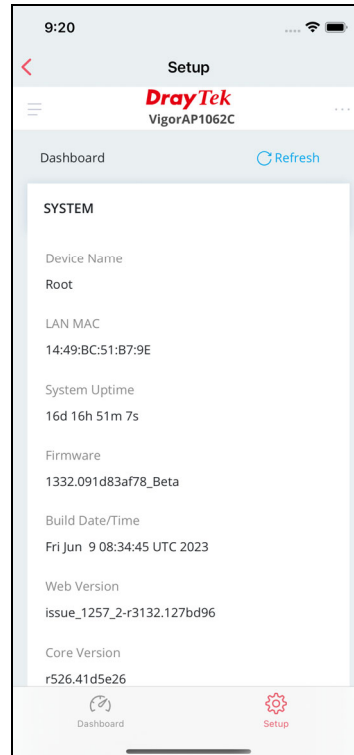 9:20
Setup
DrayTek
VigorAP1062C
Dashboard
Refresh
SYSTEM
Device Name
Root
LAN MAC
14:49:BC:51:B7:9E
System Uptime
16d 16h 51m 7s
Firmware
1332.091d83af78_Beta
Build Date/Time
Fri Jun  9 08:34:45 UTC 2023
Web Version
issue_1257_2-r3132.127bd96
Core Version
r526.41d5e26
Dashboard
Setup